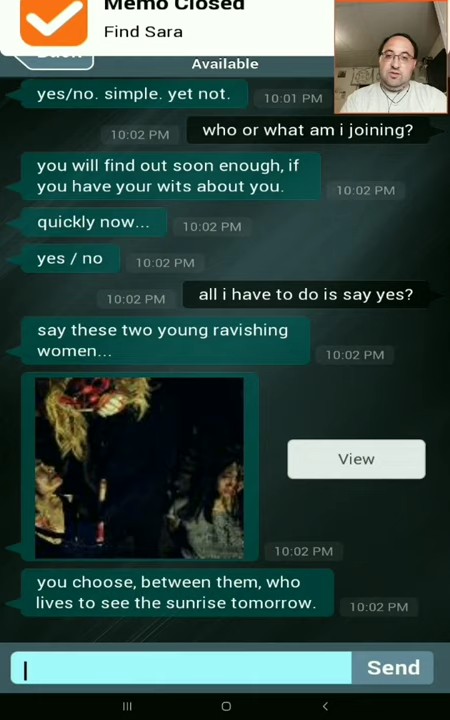 Memo Closed
Find Sara
Back
Available
yes/no. simple. yet not.
10:01 PM
10:02 PM
who or what am i joining?
you will find out soon enough, if
you have your wits about you.
10:02 PM
quickly now...
10:02 PM
yes / no
10:02 PM
10:02 PM
all i have to do is say yes?
say these two young ravishing
women...
10:02 PM
View
10:02 PM
you choose, between them, who
lives to see the sunrise tomorrow.
10:02 PM
Send